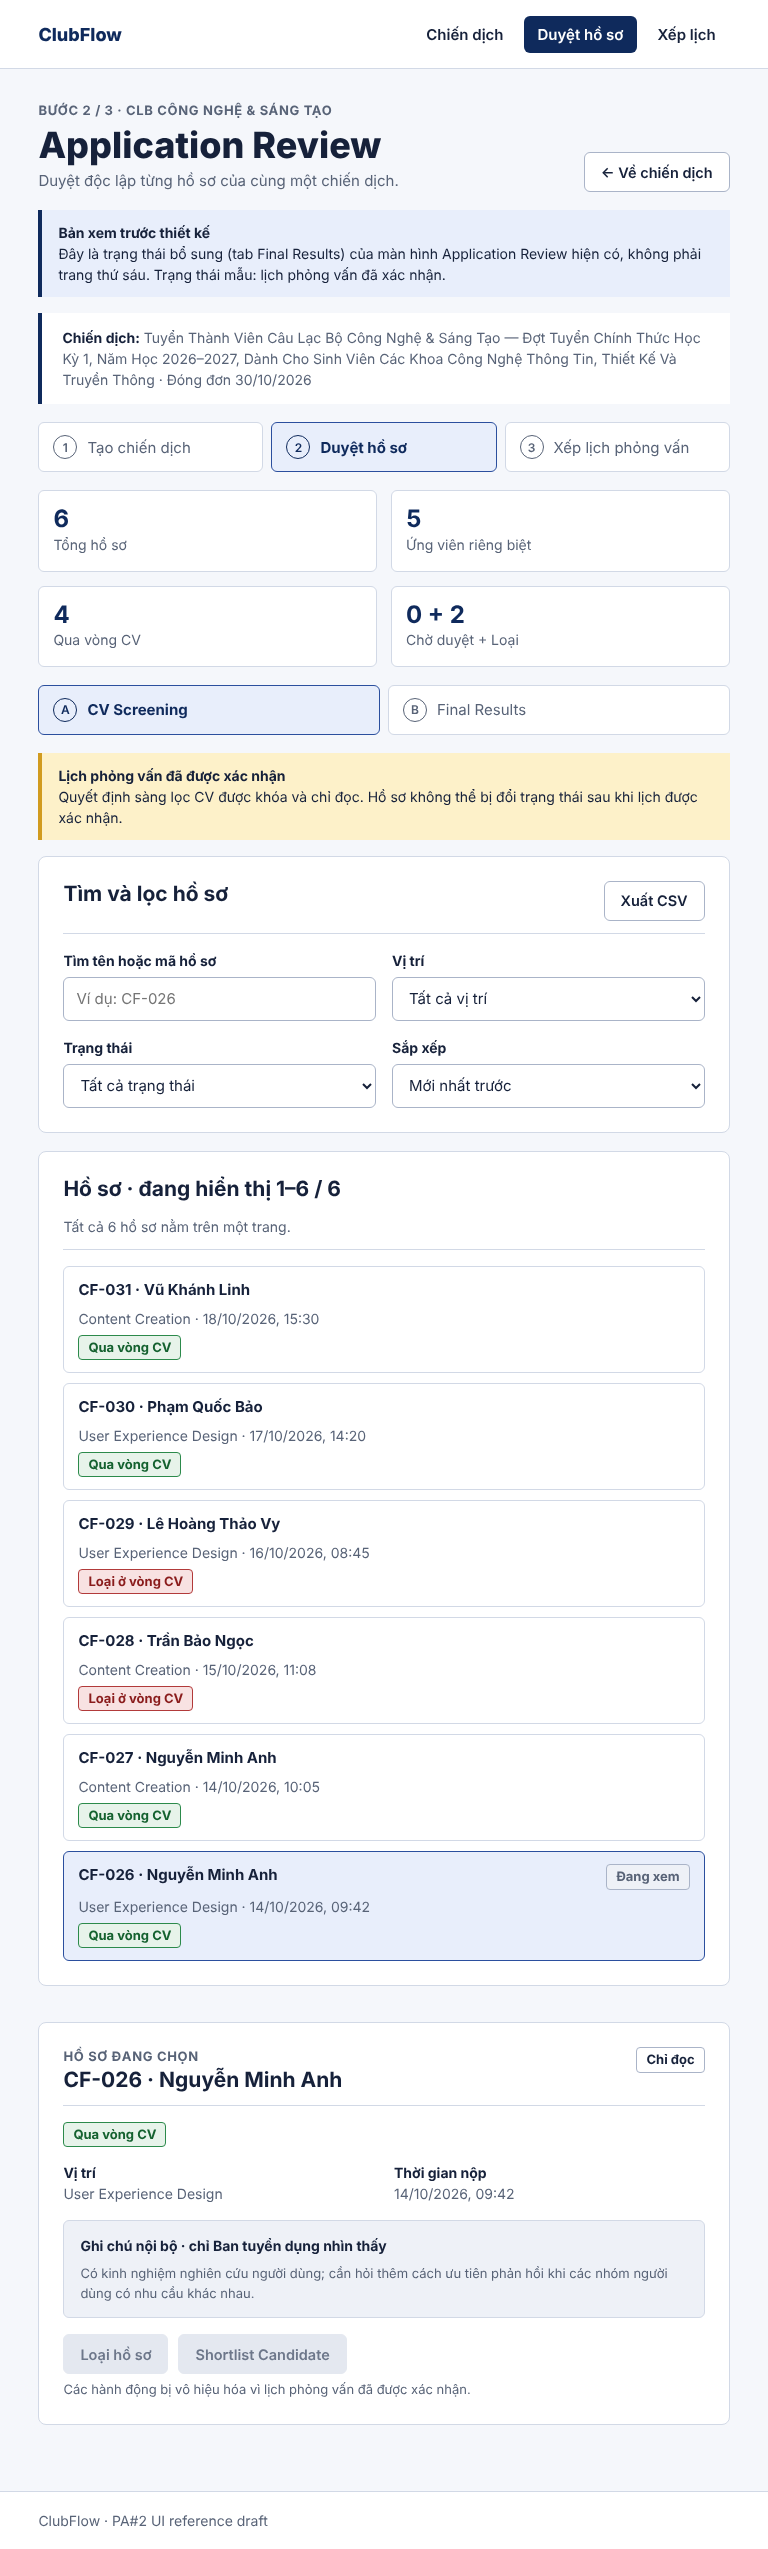 ClubFlow
Chiến dịch
Duyệt hồ sơ
Xếp lịch
BƯỚC 2 / 3 · CLB CÔNG NGHỆ & SÁNG TẠO
Application Review
Duyệt độc lập từng hồ sơ của cùng một chiến dịch.
← Về chiến dịch
Bản xem trước thiết kế
Đây là trạng thái bổ sung (tab Final Results) của màn hình Application Review hiện có, không phải
trang thứ sáu. Trạng thái mẫu: lịch phỏng vấn đã xác nhận.
Chiến dịch: Tuyển Thành Viên Câu Lạc Bộ Công Nghệ & Sáng Tạo — Đợt Tuyển Chính Thức Học
Kỳ 1, Năm Học 2026–2027, Dành Cho Sinh Viên Các Khoa Công Nghệ Thông Tin, Thiết Kế Và
Truyền Thông · Đóng đơn 30/10/2026
1 Tạo chiến dịch
2 Duyệt hồ sơ
3 Xếp lịch phỏng vấn
6
Tổng hồ sơ
5
Ứng viên riêng biệt
4
Qua vòng CV
0 + 2
Chờ duyệt + Loại
A CV Screening
B Final Results
Lịch phỏng vấn đã được xác nhận
Quyết định sàng lọc CV được khóa và chỉ đọc. Hồ sơ không thể bị đổi trạng thái sau khi lịch được
xác nhận.
Tìm và lọc hồ sơ
Xuất CSV
Tìm tên hoặc mã hồ sơ
Vị trí
Ví dụ: CF-026
Tất cả vị trí
Trạng thái
Sắp xếp
Tất cả trạng thái
Mới nhất trước
Hồ sơ · đang hiển thị 1–6 / 6
Tất cả 6 hồ sơ nằm trên một trang.
CF-031 · Vũ Khánh Linh
Content Creation · 18/10/2026, 15:30
Qua vòng CV
CF-030 · Phạm Quốc Bảo
User Experience Design · 17/10/2026, 14:20
Qua vòng CV
CF-029 · Lê Hoàng Thảo Vy
User Experience Design · 16/10/2026, 08:45
Loại ở vòng CV
CF-028 · Trần Bảo Ngọc
Content Creation · 15/10/2026, 11:08
Loại ở vòng CV
CF-027 · Nguyễn Minh Anh
Content Creation · 14/10/2026, 10:05
Qua vòng CV
CF-026 · Nguyễn Minh Anh
Đang xem
User Experience Design · 14/10/2026, 09:42
Qua vòng CV
HỒ SƠ ĐANG CHỌN
CF-026 · Nguyễn Minh Anh
Chỉ đọc
Qua vòng CV
Vị trí
Thời gian nộp
User Experience Design
14/10/2026, 09:42
Ghi chú nội bộ · chỉ Ban tuyển dụng nhìn thấy
Có kinh nghiệm nghiên cứu người dùng; cần hỏi thêm cách ưu tiên phản hồi khi các nhóm người
dùng có nhu cầu khác nhau.
Loại hồ sơ
Shortlist Candidate
Các hành động bị vô hiệu hóa vì lịch phỏng vấn đã được xác nhận.
ClubFlow · PA#2 UI reference draft